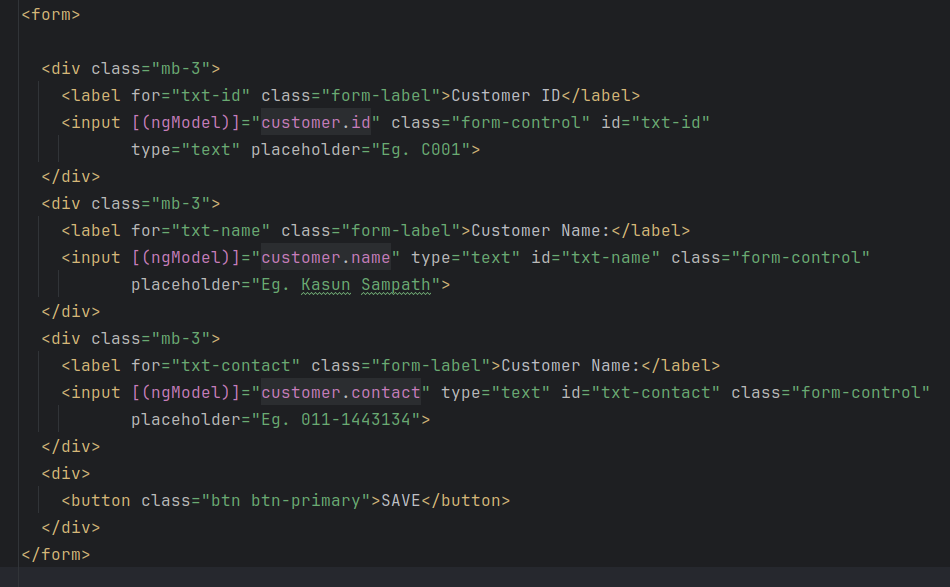 <form>
<div class="mb-3">
<label for="txt-id" class="form-label">Customer ID</label>
<input [(ngModel)]="customer.id" class="form-control" id="txt-id"
type="text" placeholder="Eg. C001">
</div>
<div class="mb-3">
<label for="txt-name" class="form-label">Customer Name:</label>
<input [(ngModel)]="customer.name" type="text" id="txt-name" class="form-control"
placeholder="Eg. Kasun Sampath">
</div>
<div class="mb-3">
<label for="txt-contact" class="form-label">Customer Name:</label>
<input [(ngModel)]="customer.contact" type="text" id="txt-contact" class="form-control"
placeholder="Eg. 011-1443134">
</div>
<div>
<button class="btn btn-primary">SAVE</button>
</div>
</form>